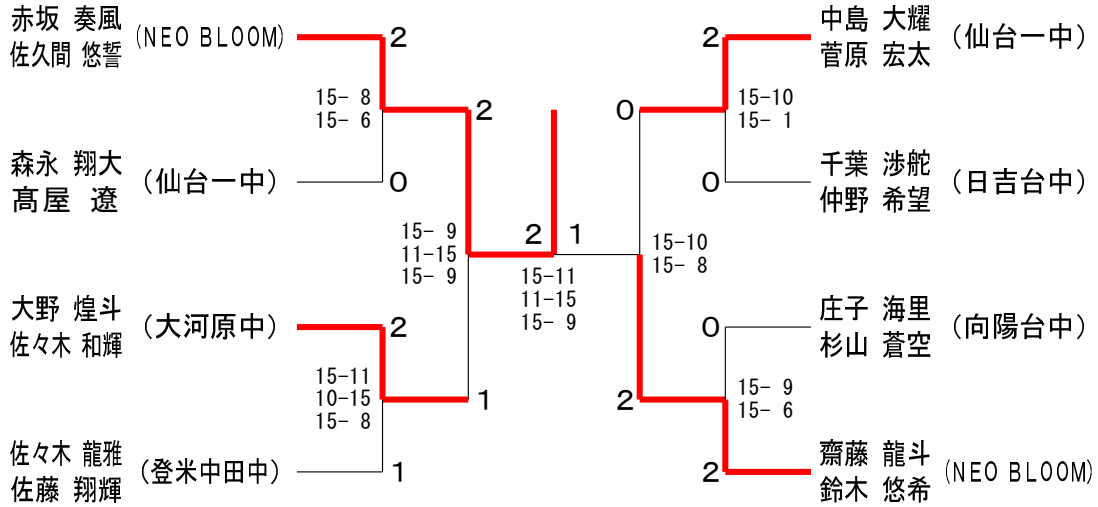 赤坂 奏風
佐久間 悠誓
(NEO BLOOM)
2
15- 8
15- 6
2
森永 翔大
髙屋 遼
(仙台一中)
0
15- 9
11-15
15- 9
大野 煌斗
佐々木 和輝
(大河原中)
2
15-11
10-15
15- 8
1
佐々木 龍雅
佐藤 翔輝
(登米中田中)
1
2 1
15-11
11-15
15- 9
2
中島 大耀
菅原 宏太
(仙台一中)
0
15-10
15- 1
0
千葉 渉舵
仲野 希望
(日吉台中)
15-10
15- 8
0
庄子 海里
杉山 蒼空
(向陽台中)
2
15- 9
15- 6
2
齋藤 龍斗
鈴木 悠希
(NEO BLOOM)